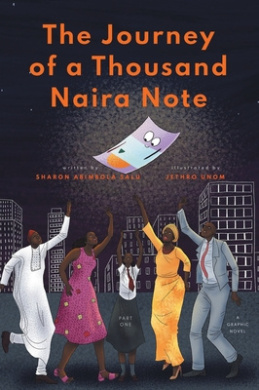 The Journey
of a Thousand
Naira Note
written by
illustrated by
SHARON ABIMBOLA SALU
JETHRO UNOM
PART
ONE
A
GRAPHIC
NOVEL